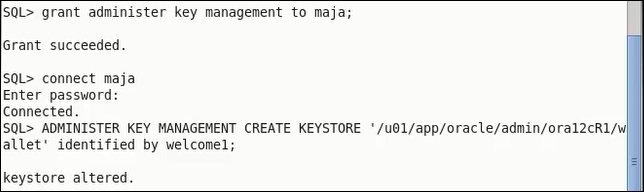 SQL> grant administer key management to maja;
Grant succeeded.
SQL> connect maja
Enter password:
Connected.
SQL> ADMINISTER KEY MANAGEMENT CREATE KEYSTORE '/u01/app/oracle/admin/ora12cR1/w
allet' identified by welcome1;
keystore altered.